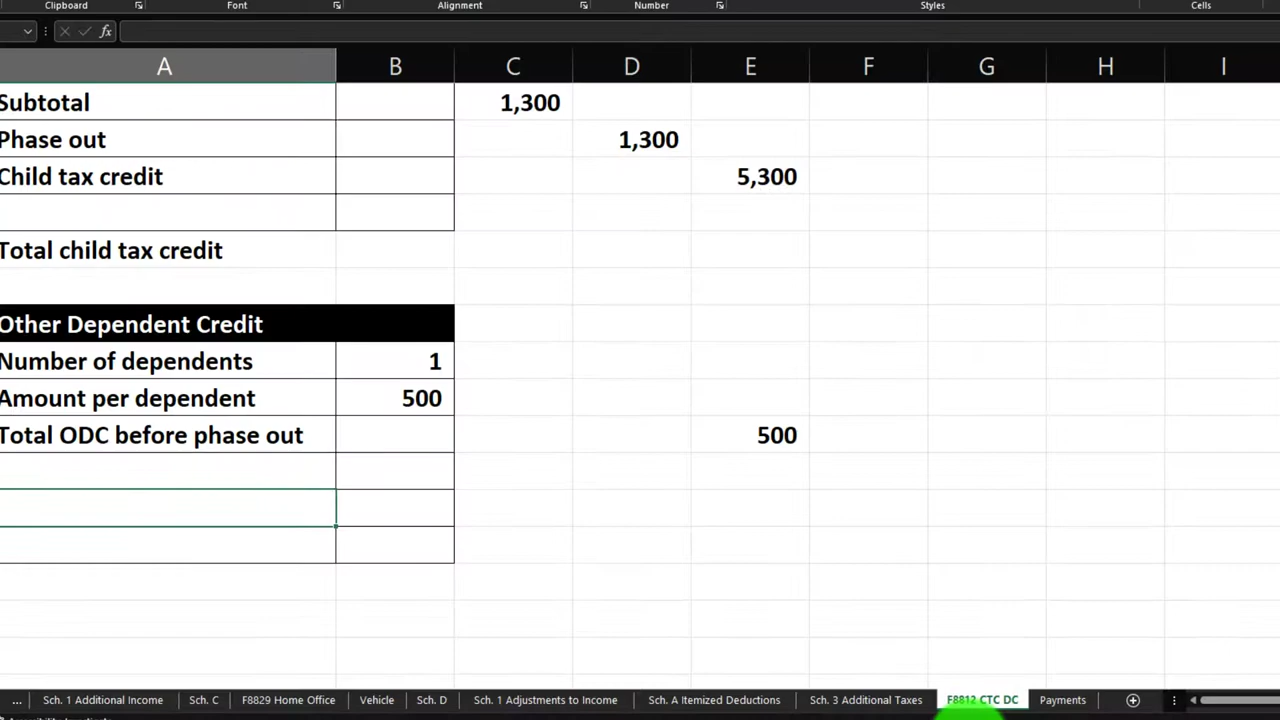 Clipboard Font Alignment Number Styles Cells
fx
A B C D E F G H I
Subtotal 1,300
Phase out 1,300
Child tax credit 5,300
Total child tax credit
Other Dependent Credit
Number of dependents 1
Amount per dependent 500
Total ODC before phase out 500
... Sch. 1 Additional Income Sch. C F8829 Home Office Vehicle Sch. D Sch. 1 Adjustments to Income Sch. A Itemized Deductions Sch. 3 Additional Taxes F8812 CTC DC Payments